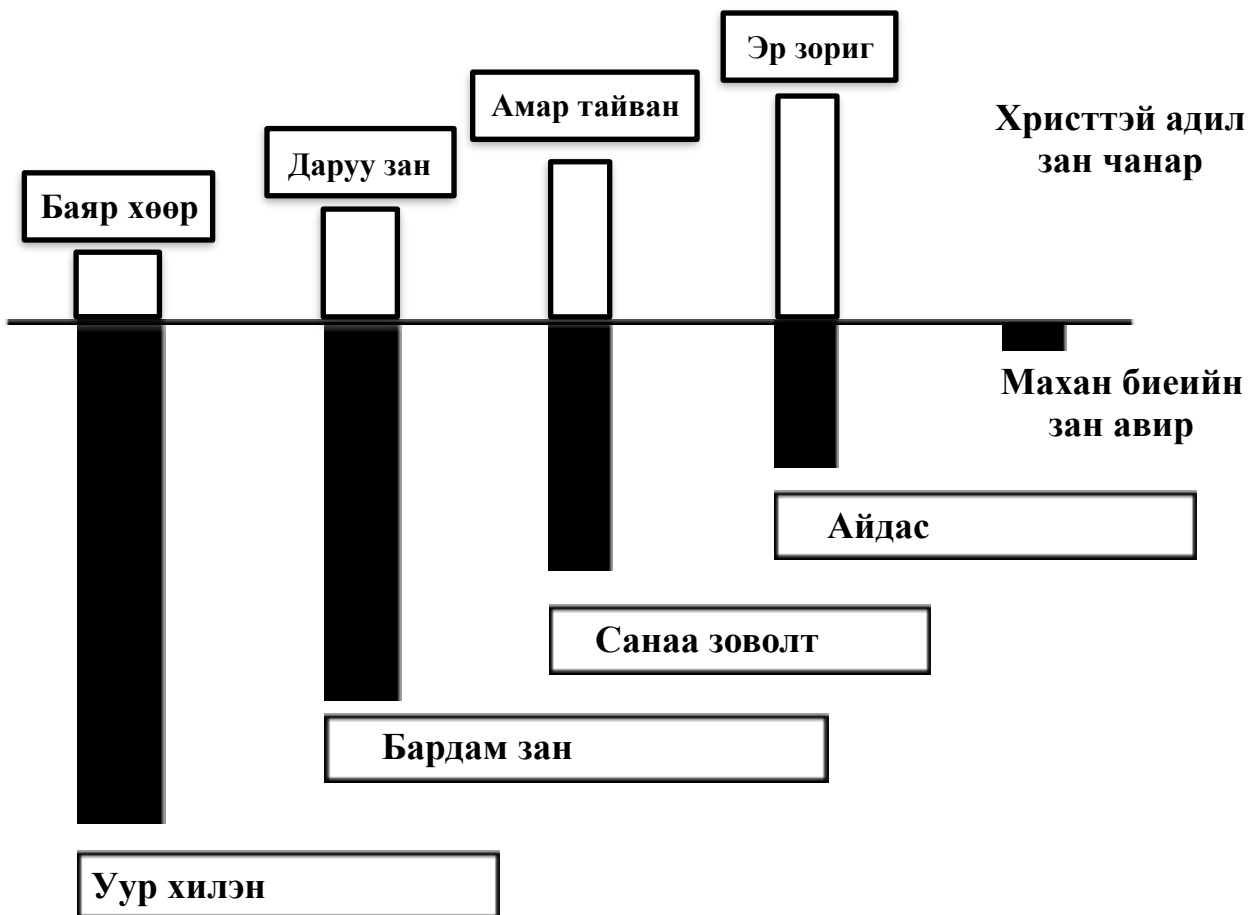 Эр зориг
Амар тайван
Христтэй адил
зан чанар
Даруу зан
Баяр хөөр
Махан биеийн
зан авир
Айдас
Санаа зоволт
Бардам зан
Уур хилэн